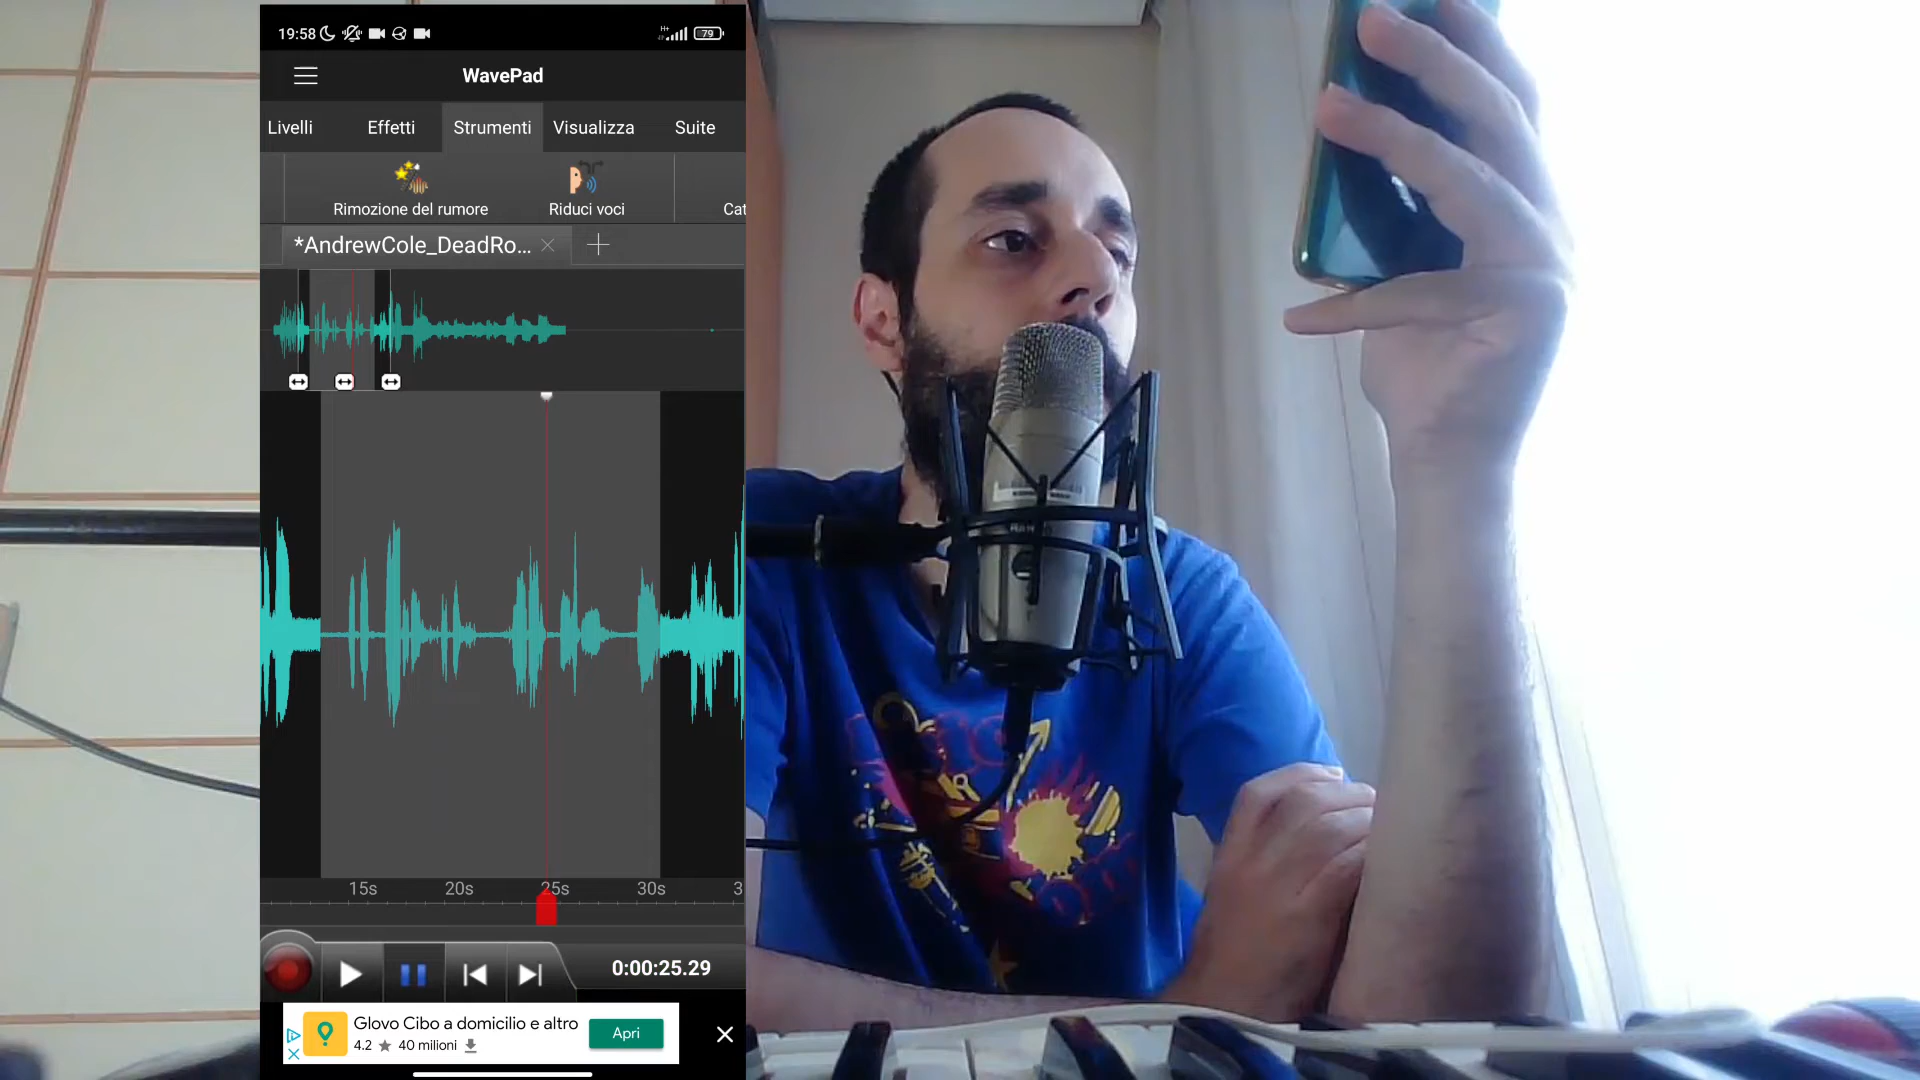 19:58
H+
79
WavePad
Livelli Effetti Strumenti Visualizza Suite
Rimozione del rumore Riduci voci Cat
*AndrewCole_DeadRo...
15s 20s 25s 30s 3
0:00:25.29
Glovo Cibo a domicilio e altro
4.2 ★ 40 milioni
Apri